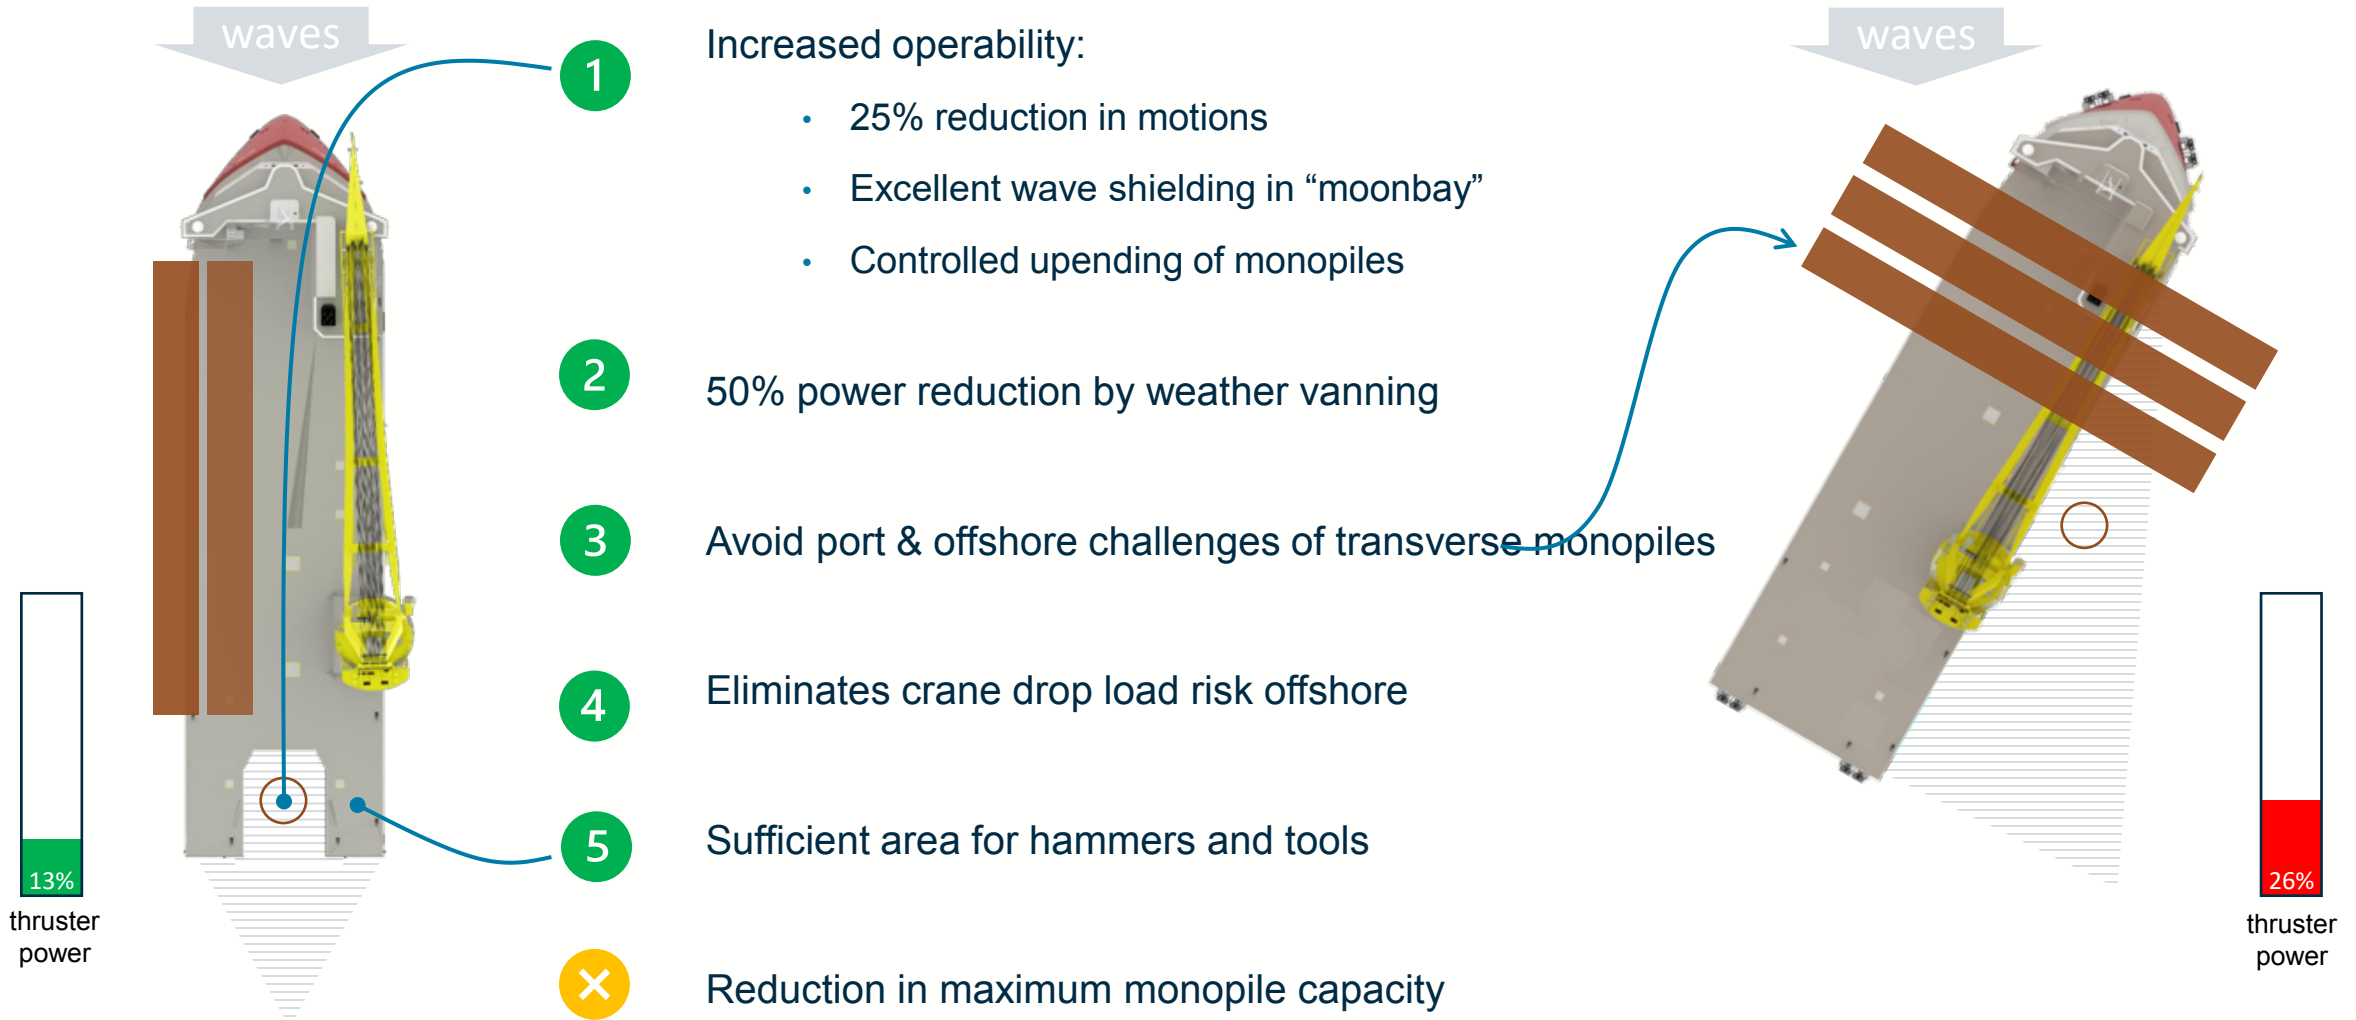 waves
waves
1
Increased operability:
• 25% reduction in motions
• Excellent wave shielding in “moonbay”
• Controlled upending of monopiles
2
50% power reduction by weather vanning
3
Avoid port & offshore challenges of transverse monopiles
4
Eliminates crane drop load risk offshore
5
Sufficient area for hammers and tools
Reduction in maximum monopile capacity
13%
thruster
power
26%
thruster
power